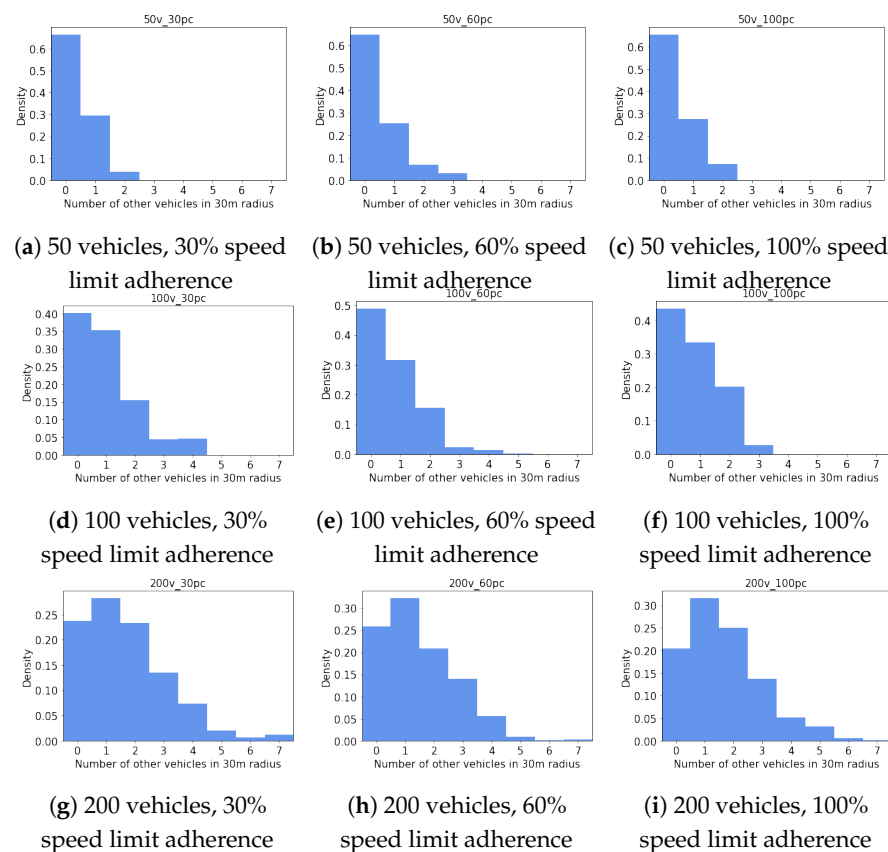 50v_30pc
50v_60pc
50v_100pc
Density
0.6
0.5
0.4
0.3
0.2
0.1
0.0
0 1 2 3 4 5 6 7
Number of other vehicles in 30m radius
Density
0.6
0.5
0.4
0.3
0.2
0.1
0.0
0 1 2 3 4 5 6 7
Number of other vehicles in 30m radius
Density
0.6
0.5
0.4
0.3
0.2
0.1
0.0
0 1 2 3 4 5 6 7
Number of other vehicles in 30m radius
(a) 50 vehicles, 30% speed
limit adherence
(b) 50 vehicles, 60% speed
limit adherence
(c) 50 vehicles, 100% speed
limit adherence
100v_30pc
100v_60pc
100v_100pc
Density
0.40
0.35
0.30
0.25
0.20
0.15
0.10
0.05
0.00
0 1 2 3 4 5 6 7
Number of other vehicles in 30m radius
Density
0.5
0.4
0.3
0.2
0.1
0.0
0 1 2 3 4 5 6 7
Number of other vehicles in 30m radius
Density
0.4
0.3
0.2
0.1
0.0
0 1 2 3 4 5 6 7
Number of other vehicles in 30m radius
(d) 100 vehicles, 30%
speed limit adherence
(e) 100 vehicles, 60% speed
limit adherence
(f) 100 vehicles, 100%
speed limit adherence
200v_30pc
200v_60pc
200v_100pc
Density
0.25
0.20
0.15
0.10
0.05
0.00
0 1 2 3 4 5 6 7
Number of other vehicles in 30m radius
Density
0.30
0.25
0.20
0.15
0.10
0.05
0.00
0 1 2 3 4 5 6 7
Number of other vehicles in 30m radius
Density
0.30
0.25
0.20
0.15
0.10
0.05
0.00
0 1 2 3 4 5 6 7
Number of other vehicles in 30m radius
(g) 200 vehicles, 30%
speed limit adherence
(h) 200 vehicles, 60%
speed limit adherence
(i) 200 vehicles, 100%
speed limit adherence